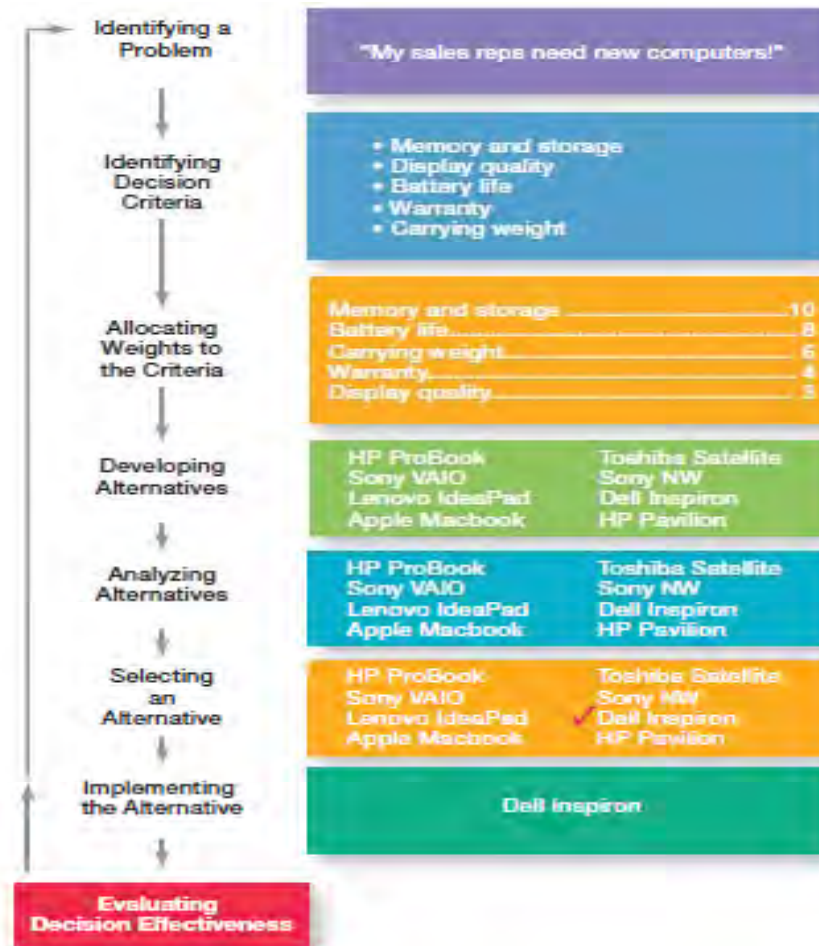 Identifying a
Problem
"My sales reps need new computers!"
Identifying
Decision
Criteria
• Memory and storage
• Display quality
• Battery life
• Warranty
• Carrying weight
Allocating
Weights to
the Criteria
Memory and storage 10
Battery life 8
Carrying weight 6
Warranty 4
Display quality 3
Developing
Alternatives
HP ProBook Toshiba Satellite
Sony VAIO Sony NW
Lenovo IdeaPad Dell Inspiron
Apple Macbook HP Pavilion
Analyzing
Alternatives
HP ProBook Toshiba Satellite
Sony VAIO Sony NW
Lenovo IdeaPad Dell Inspiron
Apple Macbook HP Pavilion
Selecting
an
Alternative
HP ProBook Toshiba Satellite
Sony VAIO Sony NW
Lenovo IdeaPad ✓ Dell Inspiron
Apple Macbook HP Pavilion
Implementing
the Alternative
Dell Inspiron
Evaluating
Decision Effectiveness